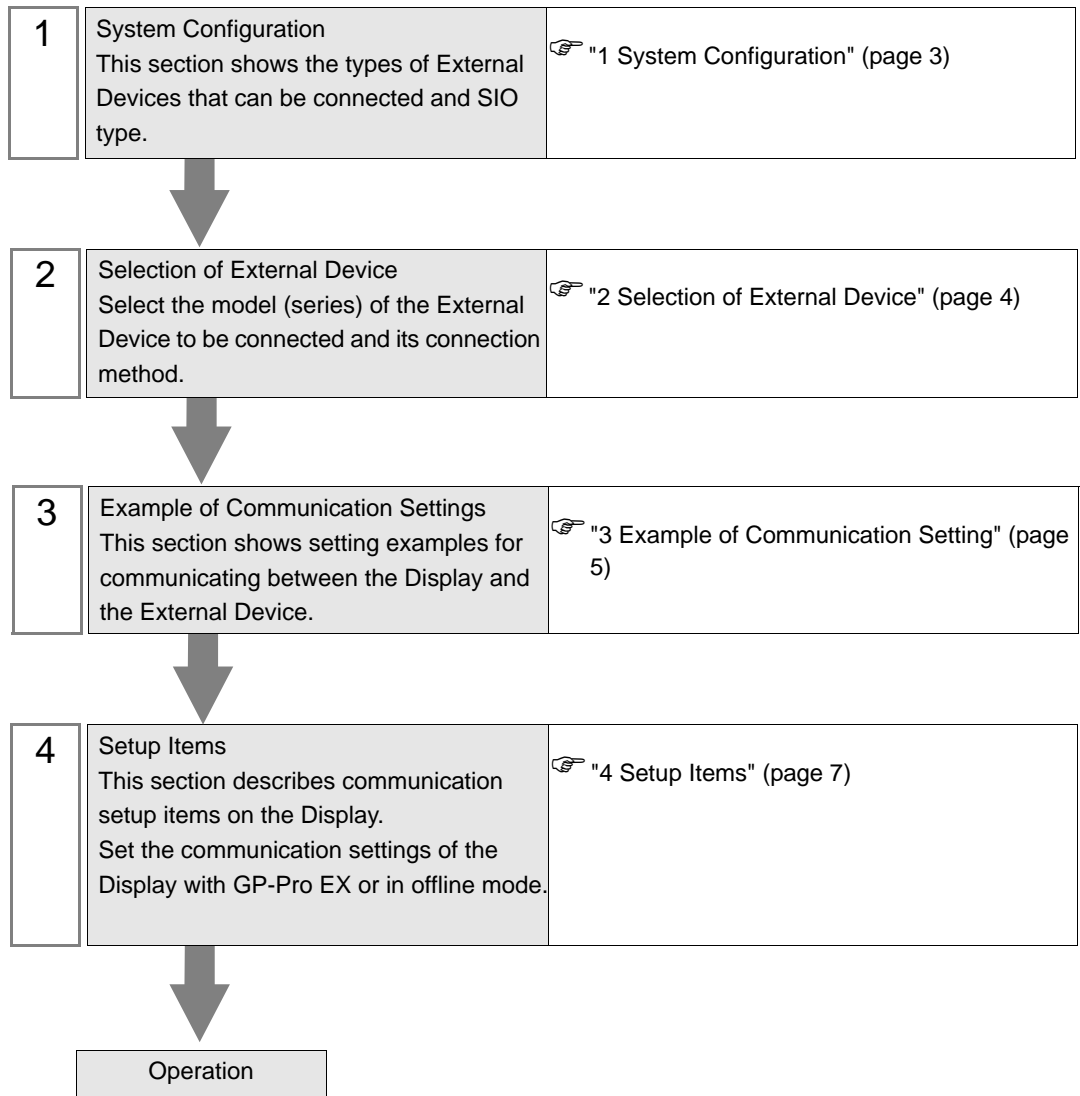 1
System Configuration
This section shows the types of External
Devices that can be connected and SIO
type.
"1 System Configuration" (page 3)
2
Selection of External Device
Select the model (series) of the External
Device to be connected and its connection
method.
"2 Selection of External Device" (page 4)
3
Example of Communication Settings
This section shows setting examples for
communicating between the Display and
the External Device.
"3 Example of Communication Setting" (page
5)
4
Setup Items
This section describes communication
setup items on the Display.
Set the communication settings of the
Display with GP-Pro EX or in offline mode.
"4 Setup Items" (page 7)
Operation